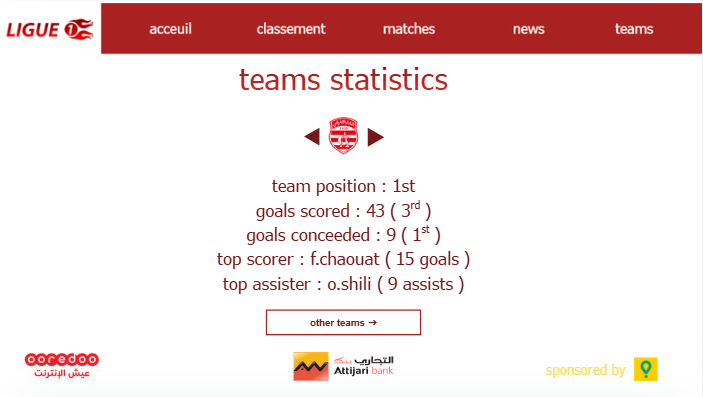 LIGUE 1
acceuil classement matches news teams
teams statistics
1920
team position : 1st
goals scored : 43 ( 3rd )
goals conceeded : 9 ( 1st )
top scorer : f.chaouat ( 15 goals )
top assister : o.shili ( 9 assists )
other teams ➔
ooredoo
عيش الإنترنت
التجاري بنك
Attijari bank
sponsored by